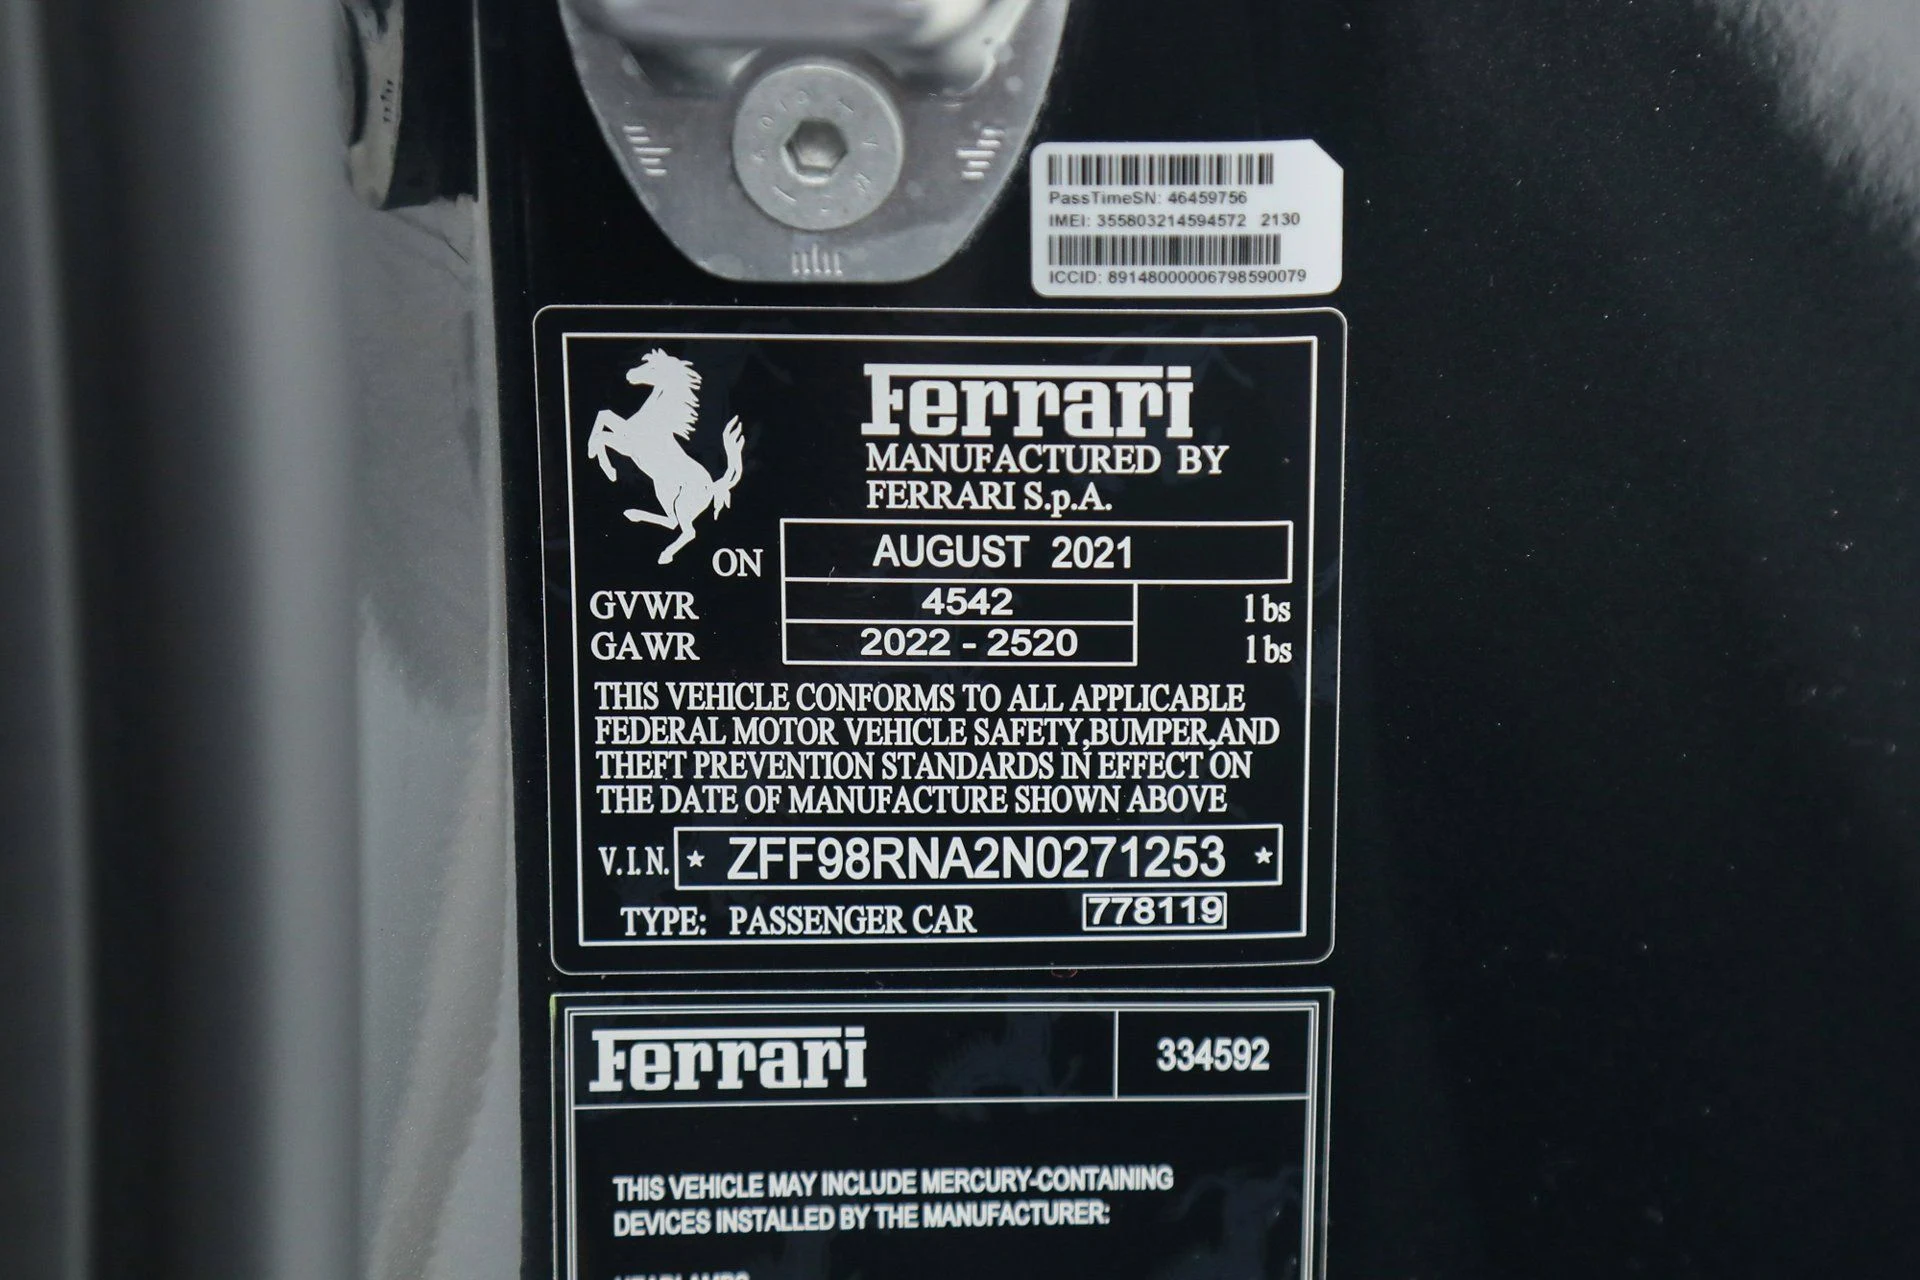 PassTimeSN: 46459756
IMEI: 355803214594572 2130
ICCID: 89148000006798590079
Ferrari
MANUFACTURED BY
FERRARI S.p.A.
ON AUGUST 2021
GVWR 4542 lbs
GAWR 2022 - 2520 lbs
THIS VEHICLE CONFORMS TO ALL APPLICABLE
FEDERAL MOTOR VEHICLE SAFETY,BUMPER,AND
THEFT PREVENTION STANDARDS IN EFFECT ON
THE DATE OF MANUFACTURE SHOWN ABOVE
V.I.N. * ZFF98RNA2N0271253 *
TYPE: PASSENGER CAR 778119
Ferrari 334592
THIS VEHICLE MAY INCLUDE MERCURY-CONTAINING
DEVICES INSTALLED BY THE MANUFACTURER: